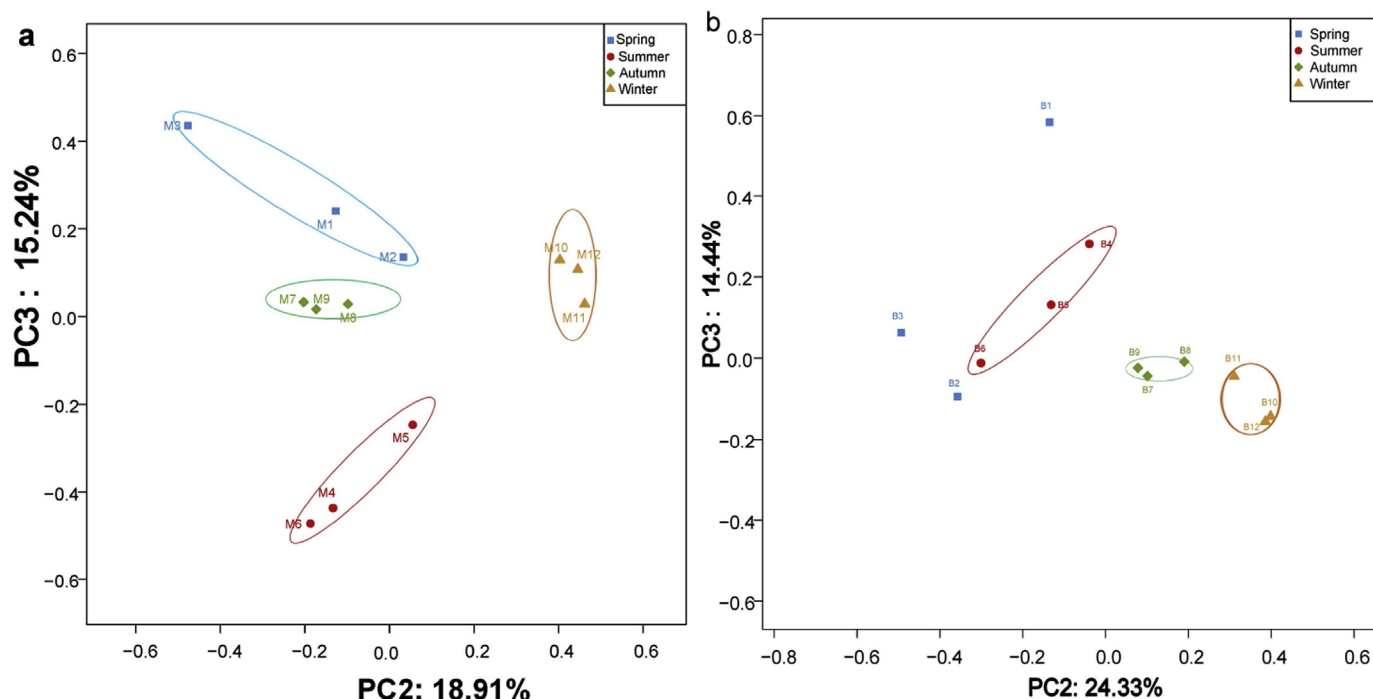 a
Spring
Summer
Autumn
Winter
0.6
0.4
0.2
0.0
−0.2
−0.4
−0.6
PC3 : 15.24%
M3
M1
M2
M10
M12
M11
M7
M9
M8
M5
M4
M6
−0.6
−0.4
−0.2
0.0
0.2
0.4
0.6
PC2: 18.91%
b
Spring
Summer
Autumn
Winter
0.8
0.6
0.4
0.2
0.0
−0.2
−0.4
−0.6
PC3 : 14.44%
B1
B4
B5
B3
B6
B2
B9
B8
B7
B11
B10
B12
−0.8
−0.6
−0.4
−0.2
0.0
0.2
0.4
0.6
PC2: 24.33%